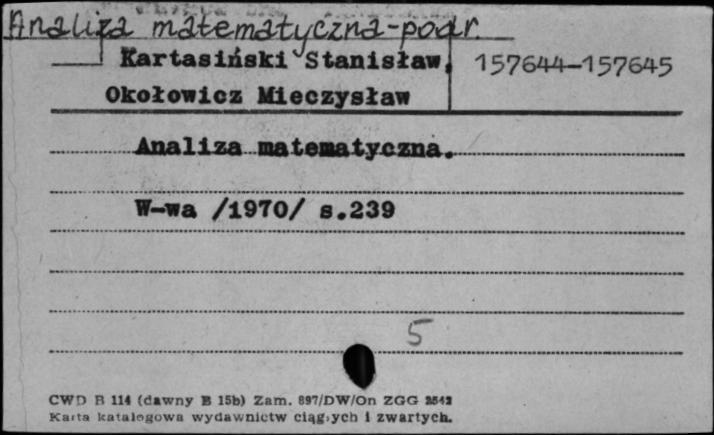 Analiza matematyczna-podr.
Kartasiński Stanisław, 157644-157645
Okołowicz Mieczysław
Analiza matematyczna.
W-wa /1970/ s.239
5
CWD B 114 (dawny B 15b) Zam. 897/DW/On ZGG 2542
Karta katalogowa wydawnictw ciągłych i zwartych.